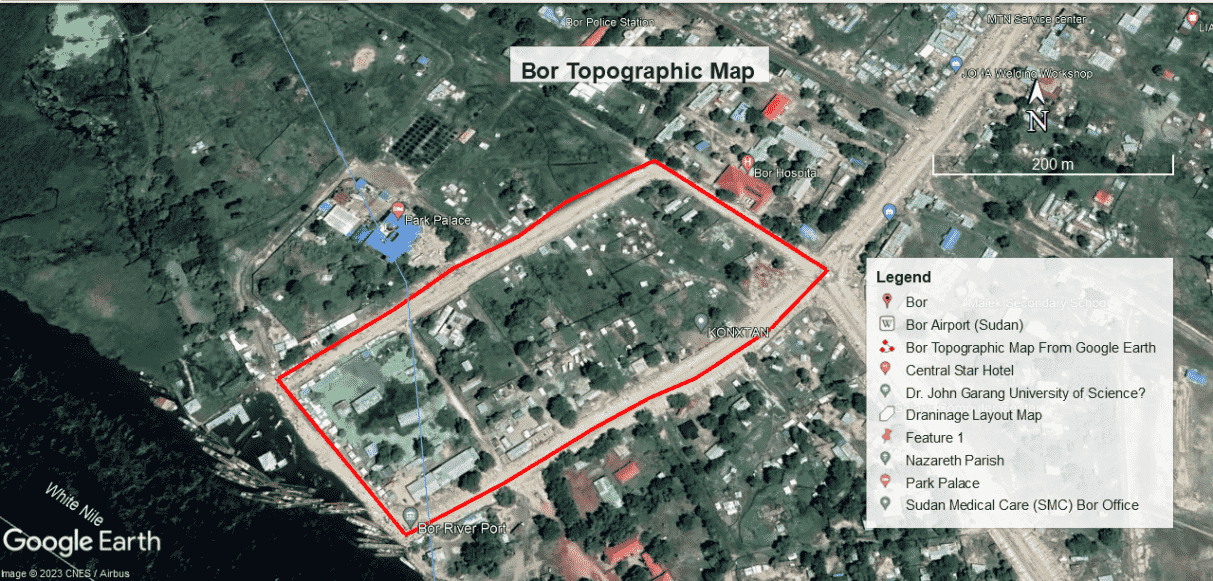 Bor Police Station
MTN Service center
LIA
Bor Topographic Map
JOHA Welding Workshop
N
200 m
Bor Hospital
Park Palace
KONXTAN
Legend
Bor
Malek Secondary School
W
Bor Airport (Sudan)
Bor Topographic Map From Google Earth
Central Star Hotel
Dr. John Garang University of Science?
Draninage Layout Map
Feature 1
Nazareth Parish
Park Palace
Sudan Medical Care (SMC) Bor Office
White Nile
Bor River Port
Google Earth
Image © 2023 CNES / Airbus